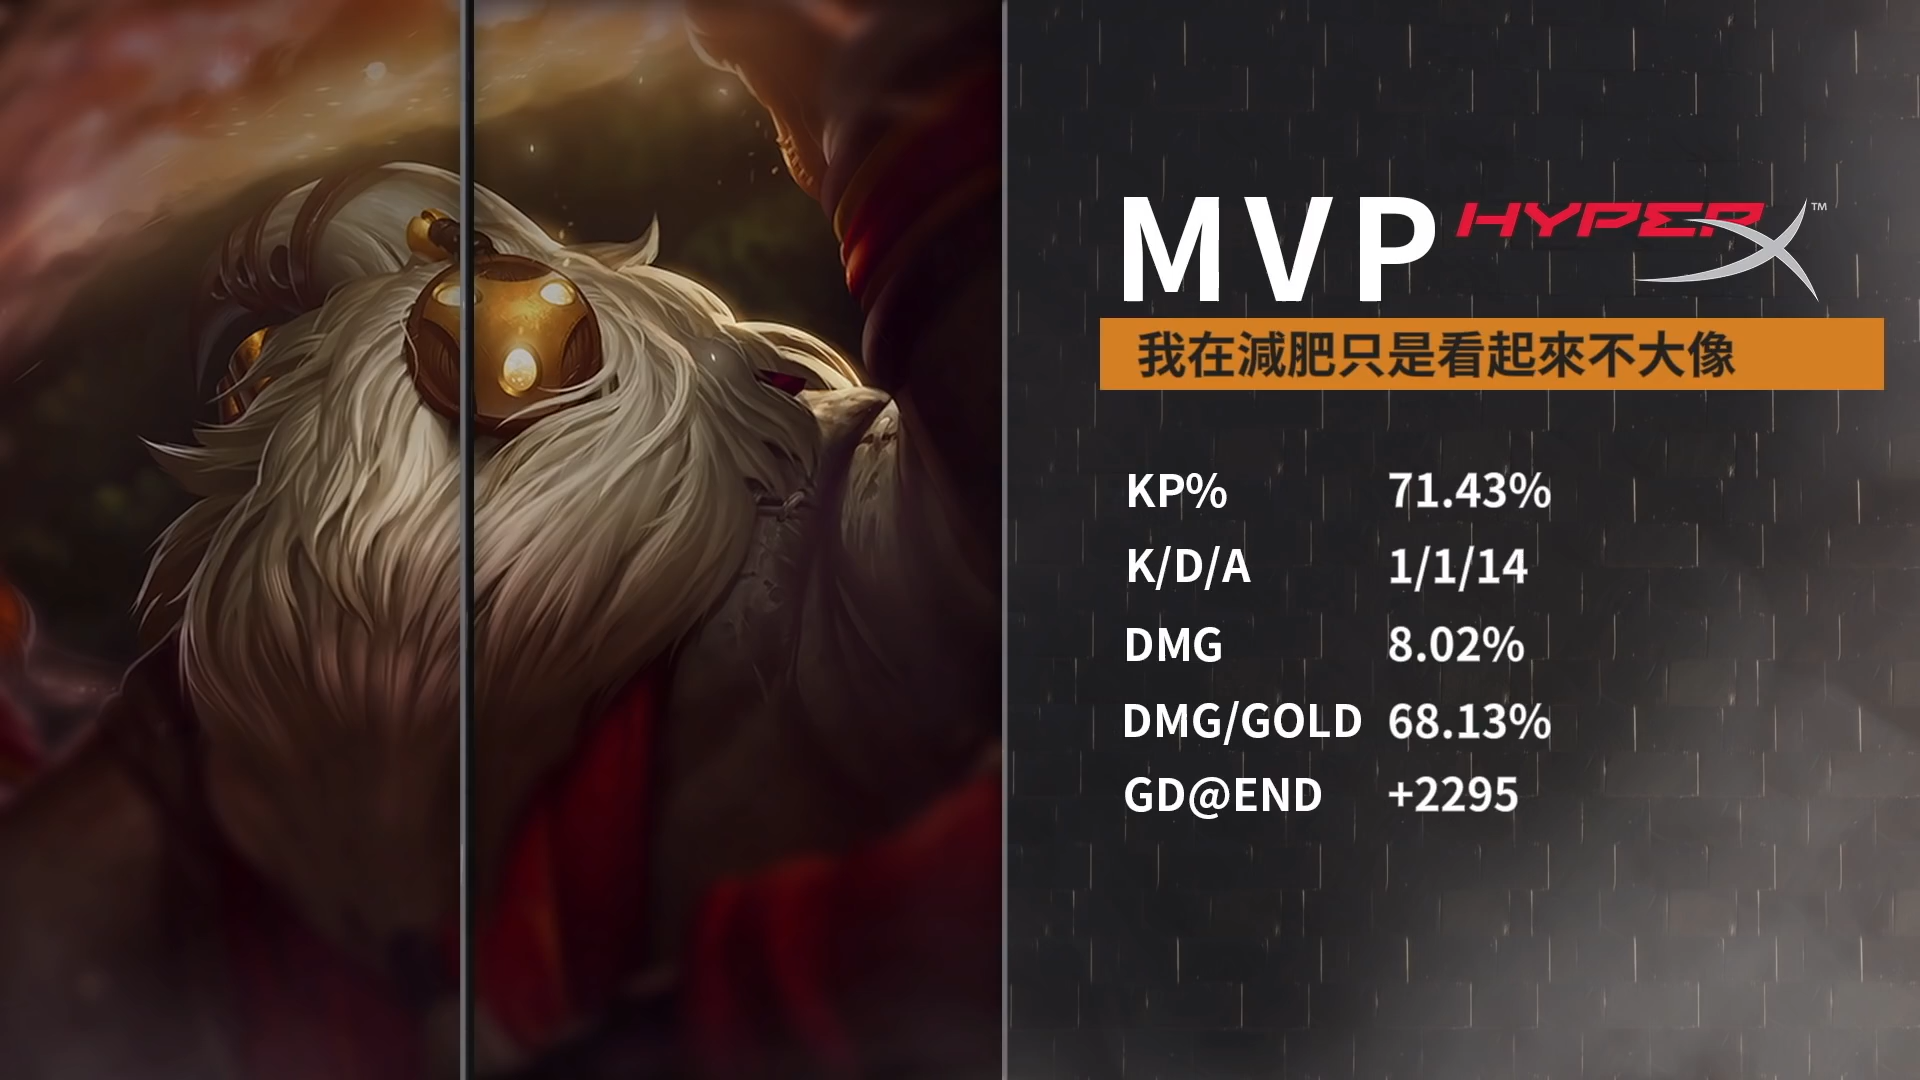 MVP HYPERX™
我在減肥只是看起來不大像
KP% 71.43%
K/D/A 1/1/14
DMG 8.02%
DMG/GOLD 68.13%
GD@END +2295